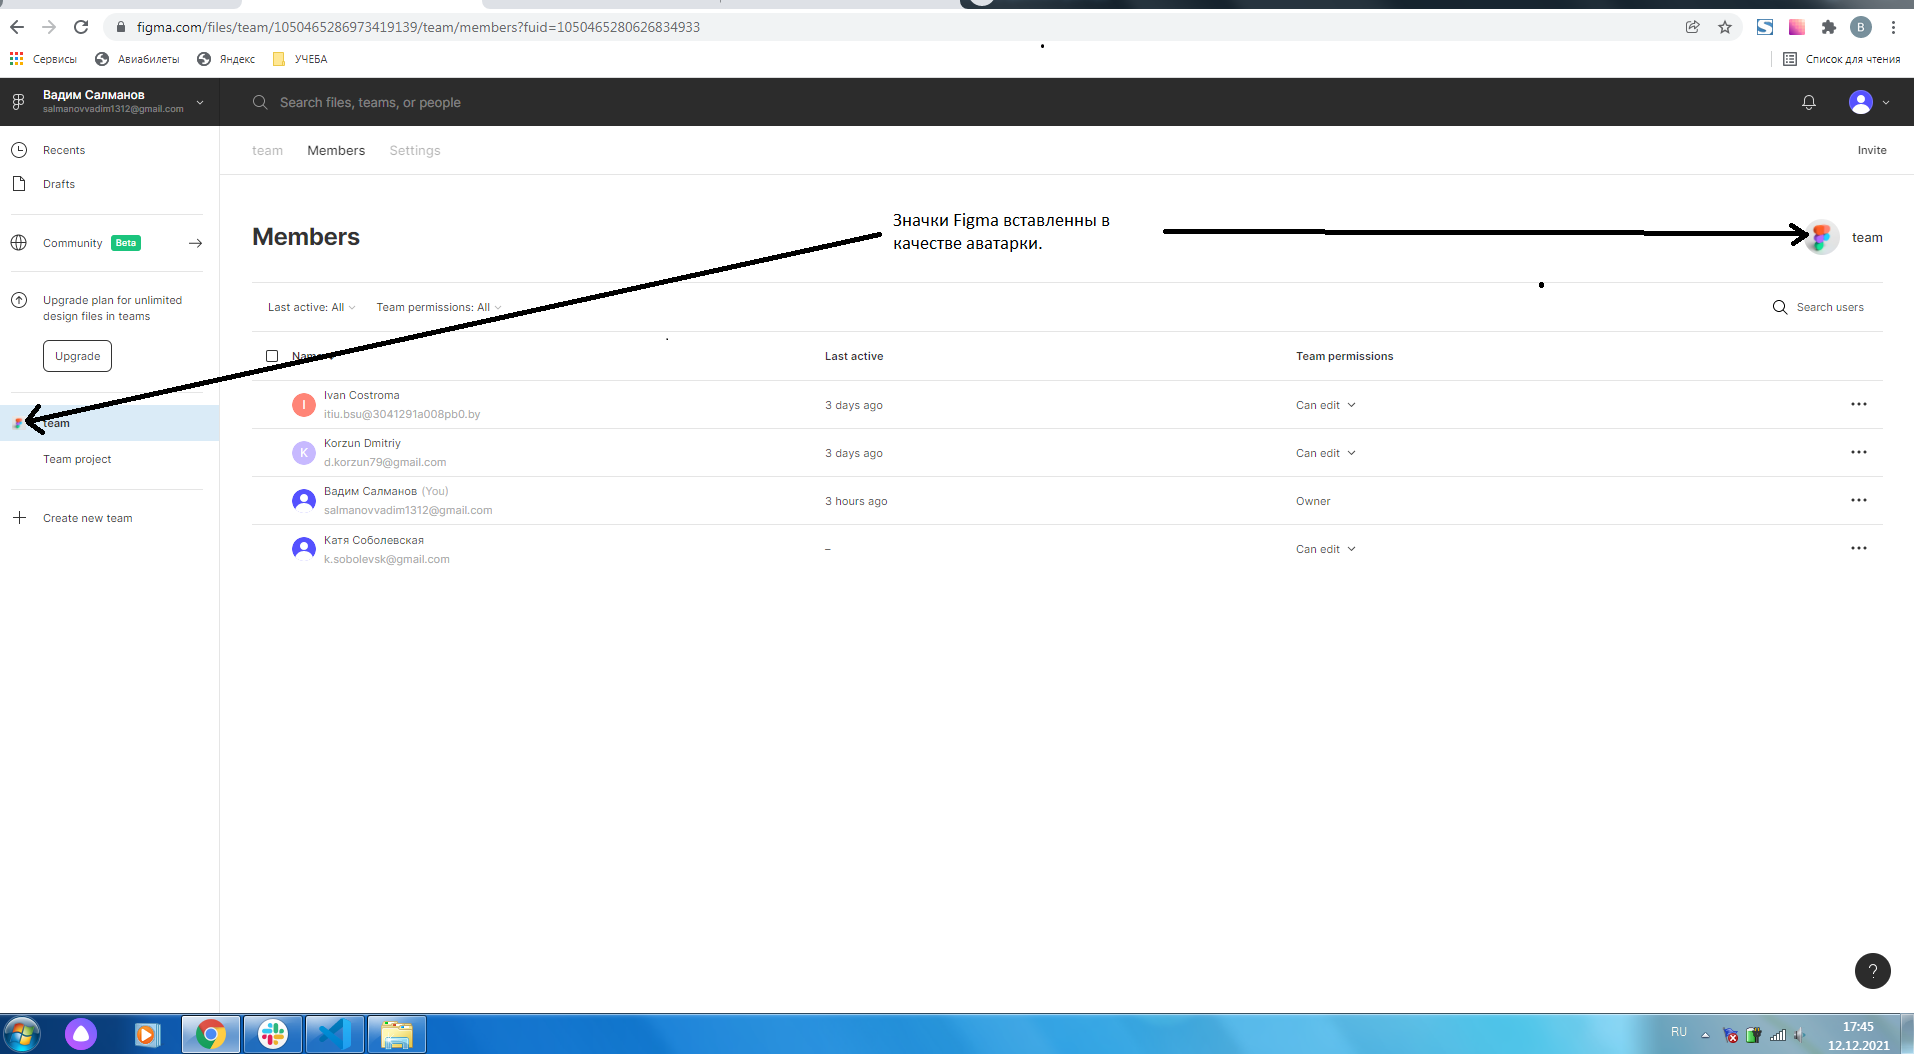 figma.com/files/team/1050465286973419139/team/members?fuid=1050465280626834933
B
Сервисы
Авиабилеты
Яндекс
УЧЕБА
Список для чтения
Вадим Салманов
salmanovvadim1312@gmail.com
Search files, teams, or people
Recents
Drafts
Community Beta
Upgrade plan for unlimited
design files in teams
Upgrade
team
Team project
Create new team
team Members Settings
Invite
Members
Значки Figma вставленны в
качестве аватарки.
team
Last active: All
Team permissions: All
Search users
Name
Last active
Team permissions
I
Ivan Costroma
itiu.bsu@3041291a008pb0.by
3 days ago
Can edit
K
Korzun Dmitriy
d.korzun79@gmail.com
3 days ago
Can edit
Вадим Салманов (You)
salmanovvadim1312@gmail.com
3 hours ago
Owner
Катя Соболевская
k.sobolevsk@gmail.com
–
Can edit
?
RU
17:45
12.12.2021